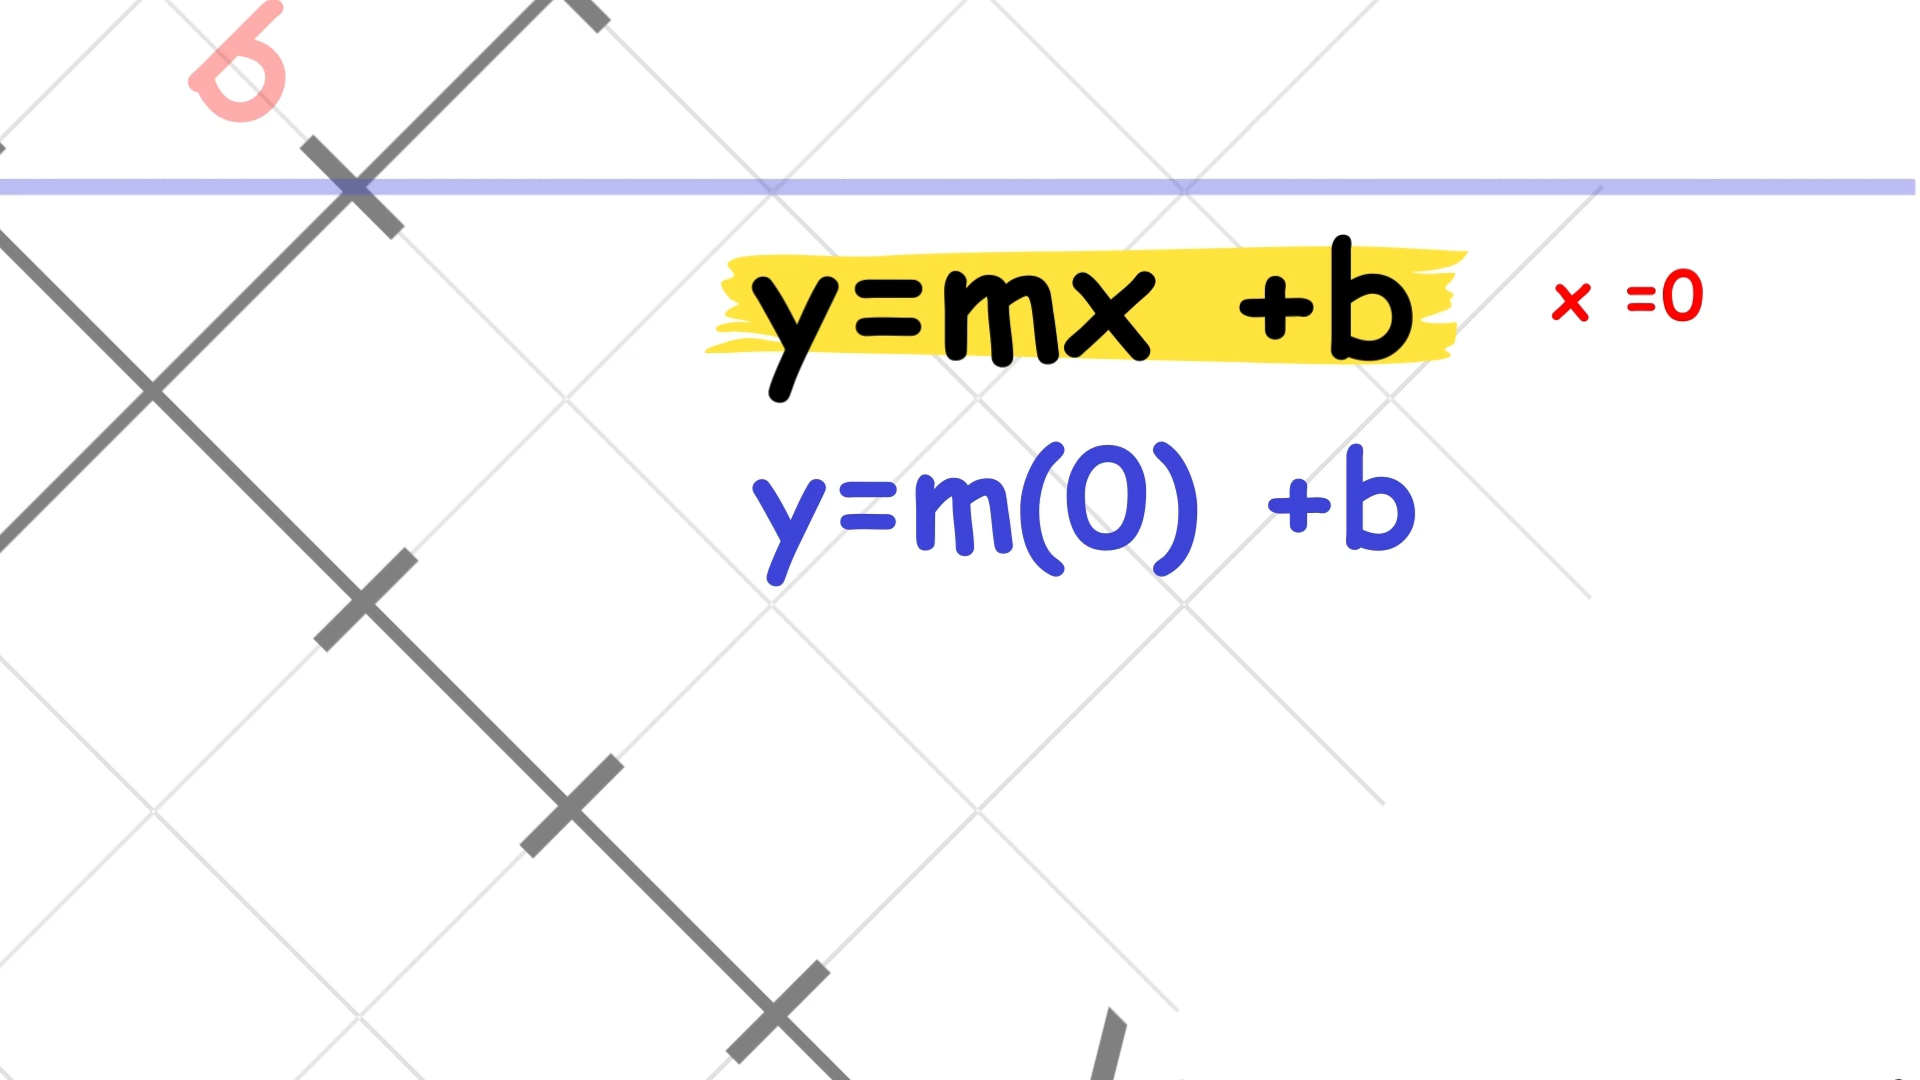 b
y=mx +b x =0
y=m(0) +b